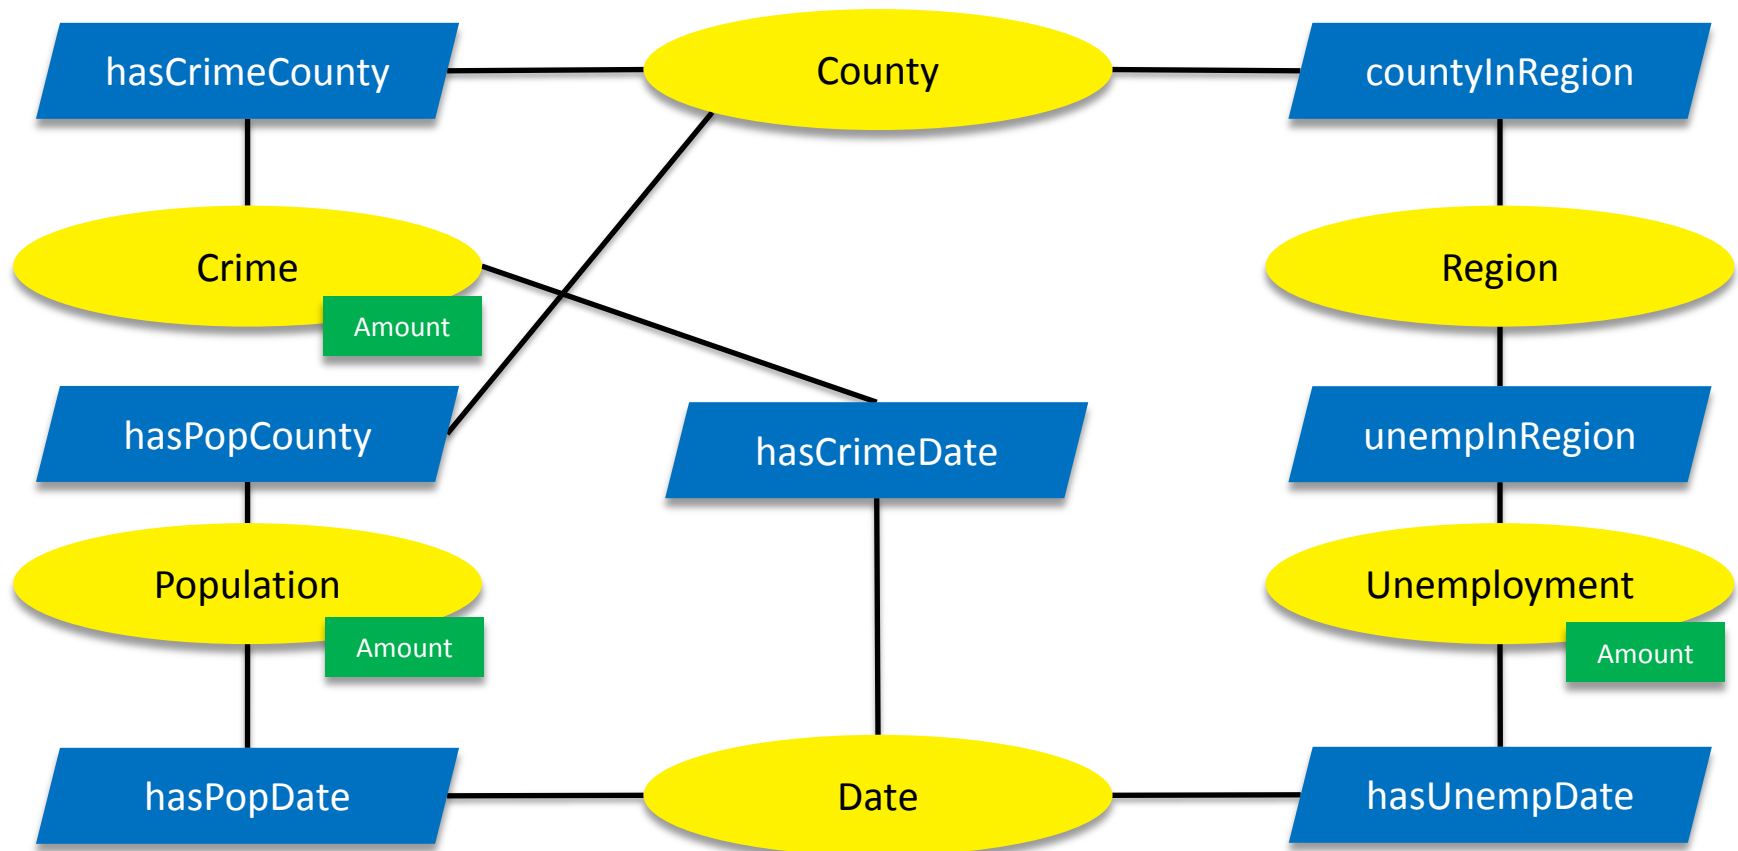 hasCrimeCounty
County
countyInRegion
Crime
Amount
Region
hasPopCounty
hasCrimeDate
unempInRegion
Population
Amount
Unemployment
Amount
hasPopDate
Date
hasUnempDate